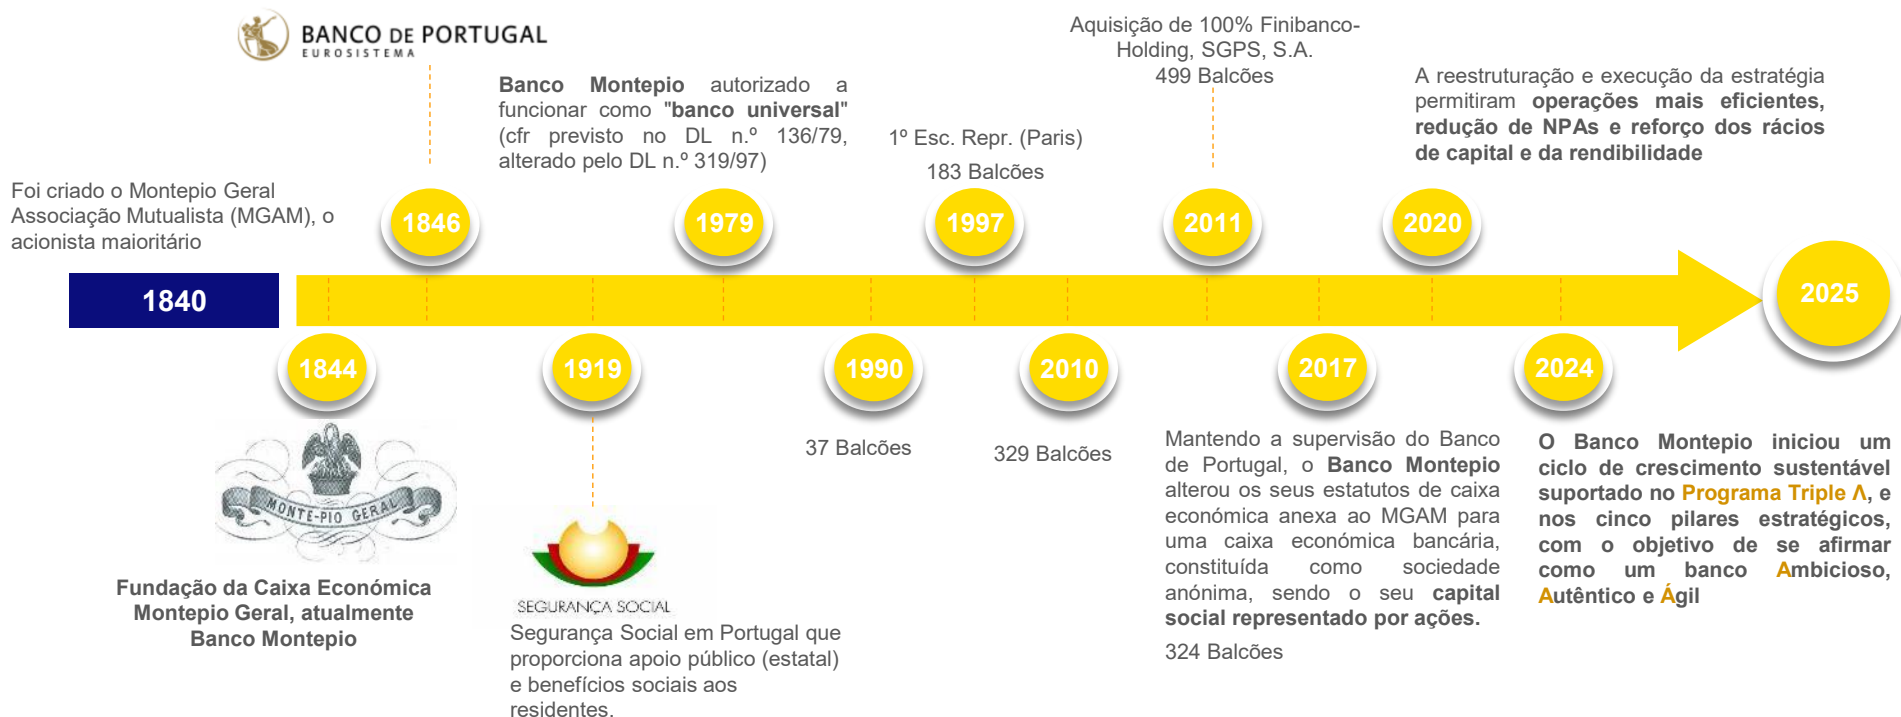 BANCO DE PORTUGAL
EUROSISTEMA
Foi criado o Montepio Geral
Associação Mutualista (MGAM), o
acionista maioritário
1840
1844
MONTE-PIO GERAL
Fundação da Caixa Económica
Montepio Geral, atualmente
Banco Montepio
1846
1919
SEGURANÇA SOCIAL
Segurança Social em Portugal que
proporciona apoio público (estatal)
e benefícios sociais aos
residentes.
Banco Montepio autorizado a
funcionar como "banco universal"
(cfr previsto no DL n.º 136/79,
alterado pelo DL n.º 319/97)
1979
1990
37 Balcões
1º Esc. Repr. (Paris)
183 Balcões
1997
2010
329 Balcões
Aquisição de 100% Finibanco-
Holding, SGPS, S.A.
499 Balcões
2011
2017
Mantendo a supervisão do Banco
de Portugal, o Banco Montepio
alterou os seus estatutos de caixa
económica anexa ao MGAM para
uma caixa económica bancária,
constituída como sociedade
anónima, sendo o seu capital
social representado por ações.
324 Balcões
A reestruturação e execução da estratégia
permitiram operações mais eficientes,
redução de NPAs e reforço dos rácios
de capital e da rendibilidade
2020
2024
O Banco Montepio iniciou um
ciclo de crescimento sustentável
suportado no Programa Triple Λ, e
nos cinco pilares estratégicos,
com o objetivo de se afirmar
como um banco Ambicioso,
Autêntico e Ágil
2025